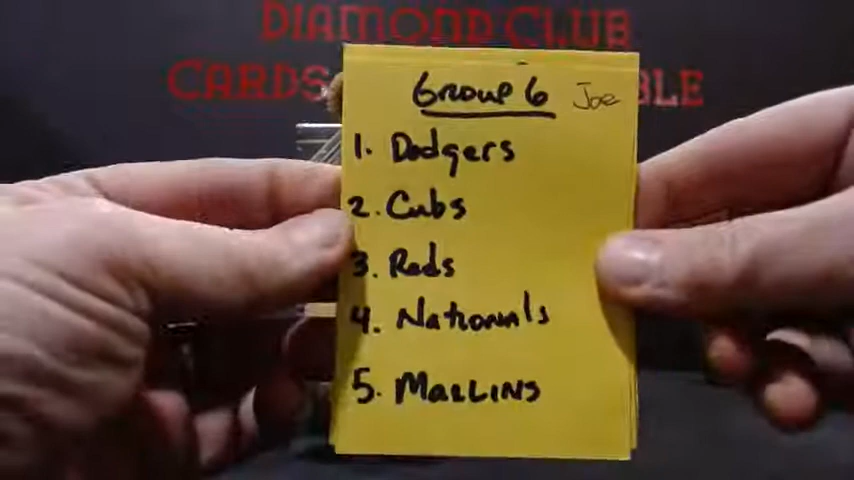 DIAMOND CLUB
CARDS
BLE
Group 6 Joe
1. Dodgers
2. Cubs
3. Reds
4. Nationals
5. MARLINS